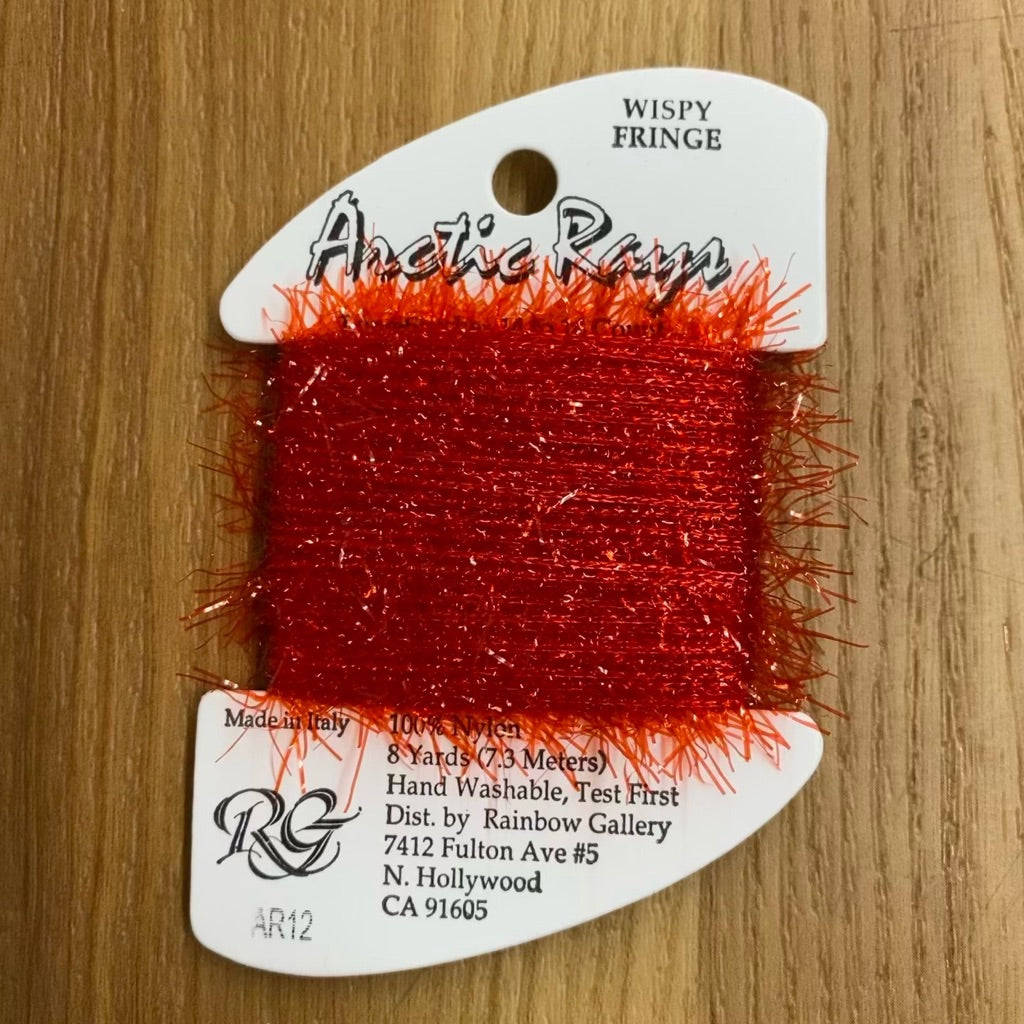 WISPY
FRINGE
Arctic Rays
Count
Made in Italy
100% Nylon
8 Yards (7.3 Meters)
Hand Washable, Test First
Dist. by Rainbow Gallery
7412 Fulton Ave #5
N. Hollywood
CA 91605
RG
AR12